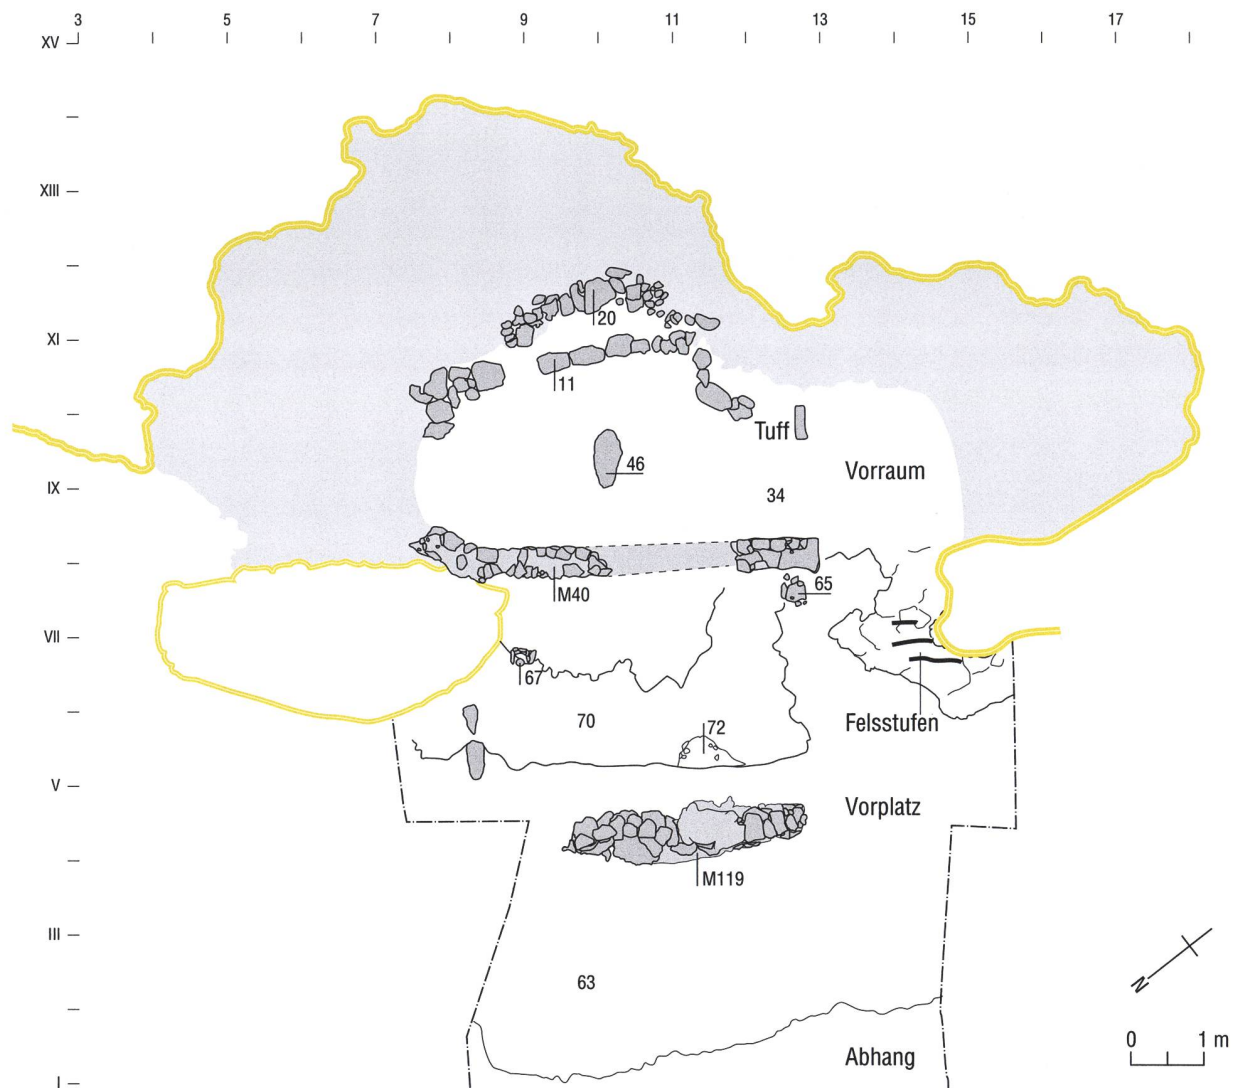 3 5 7 9 11 13 15 17
XV
XIII
20
XI
11
Tuff
46
Vorraum
IX
34
M40
65
VII
67
70
72
Felsstufen
V
Vorplatz
M119
III
63
N
0 1 m
Abhang
I